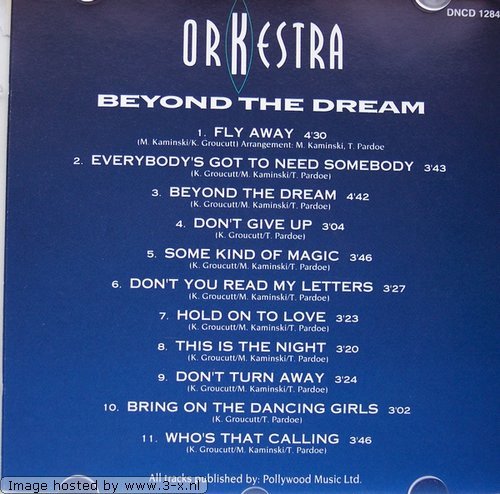 DNCD 1284
ORKESTRA
BEYOND THE DREAM
1. FLY AWAY 4'30
(M. Kaminski/K. Groucutt) Arrangement: M. Kaminski, T. Pardoe
2. EVERYBODY'S GOT TO NEED SOMEBODY 3'43
(K. Groucutt/M. Kaminski/T. Pardoe)
3. BEYOND THE DREAM 4'42
(K. Groucutt/M. Kaminski/T. Pardoe)
4. DON'T GIVE UP 3'04
(K. Groucutt/T. Pardoe)
5. SOME KIND OF MAGIC 3'46
(K. Groucutt/M. Kaminski/T. Pardoe)
6. DON'T YOU READ MY LETTERS 3'27
(K. Groucutt/M. Kaminski/T. Pardoe)
7. HOLD ON TO LOVE 3'23
(K. Groucutt/M. Kaminski/T. Pardoe)
8. THIS IS THE NIGHT 3'20
(K. Groucutt/M. Kaminski/T. Pardoe)
9. DON'T TURN AWAY 3'24
(K. Groucutt/M. Kaminski/T. Pardoe)
10. BRING ON THE DANCING GIRLS 3'02
(K. Groucutt/M. Kaminski/T. Pardoe)
11. WHO'S THAT CALLING 3'46
(K. Groucutt/M. Kaminski/T. Pardoe)
All tracks published by: Pollywood Music Ltd.
Image hosted by www.3-x.nl